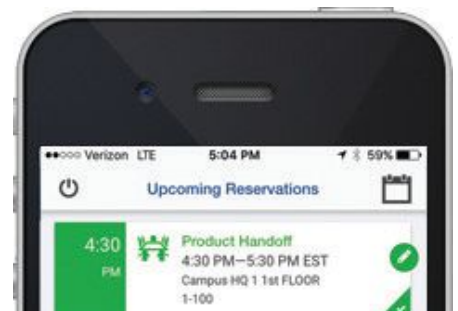 Verizon LTE 5:04 PM 59%
Upcoming Reservations
4:30 PM
Product Handoff
4:30 PM—5:30 PM EST
Campus HQ 1 1st FLOOR
1-100